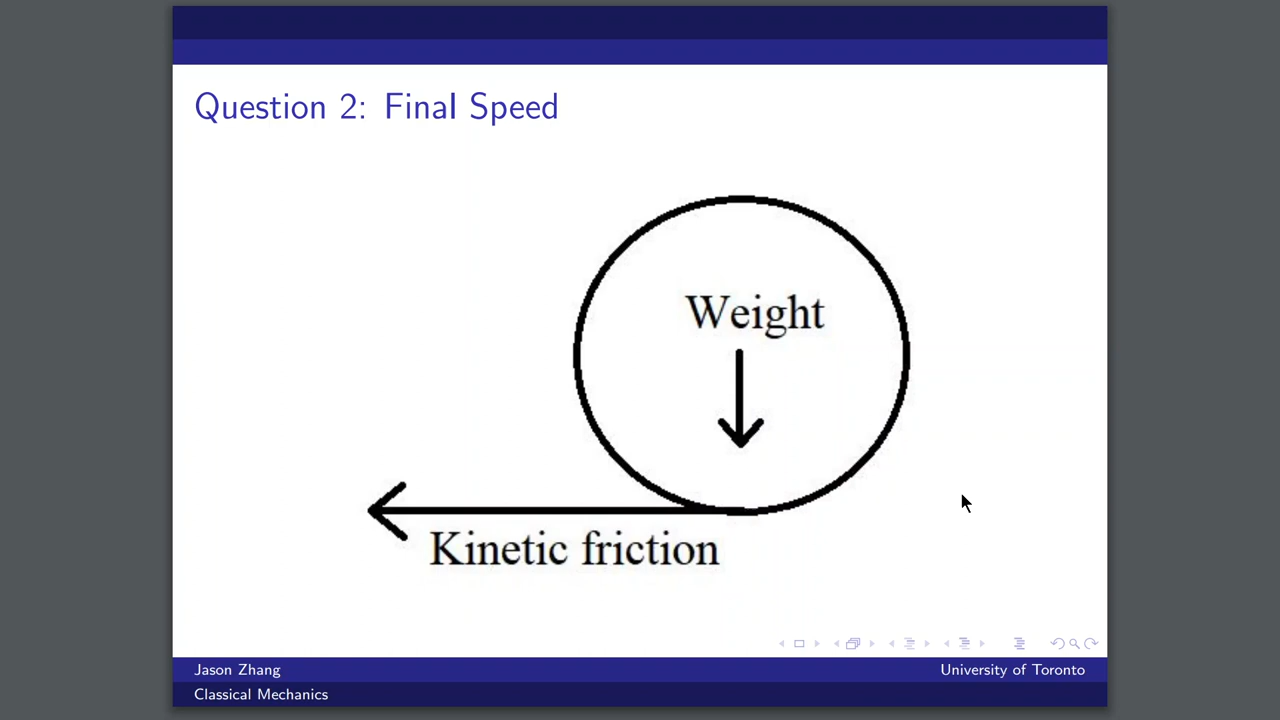 Question 2: Final Speed
Weight
Kinetic friction
Jason Zhang
University of Toronto
Classical Mechanics